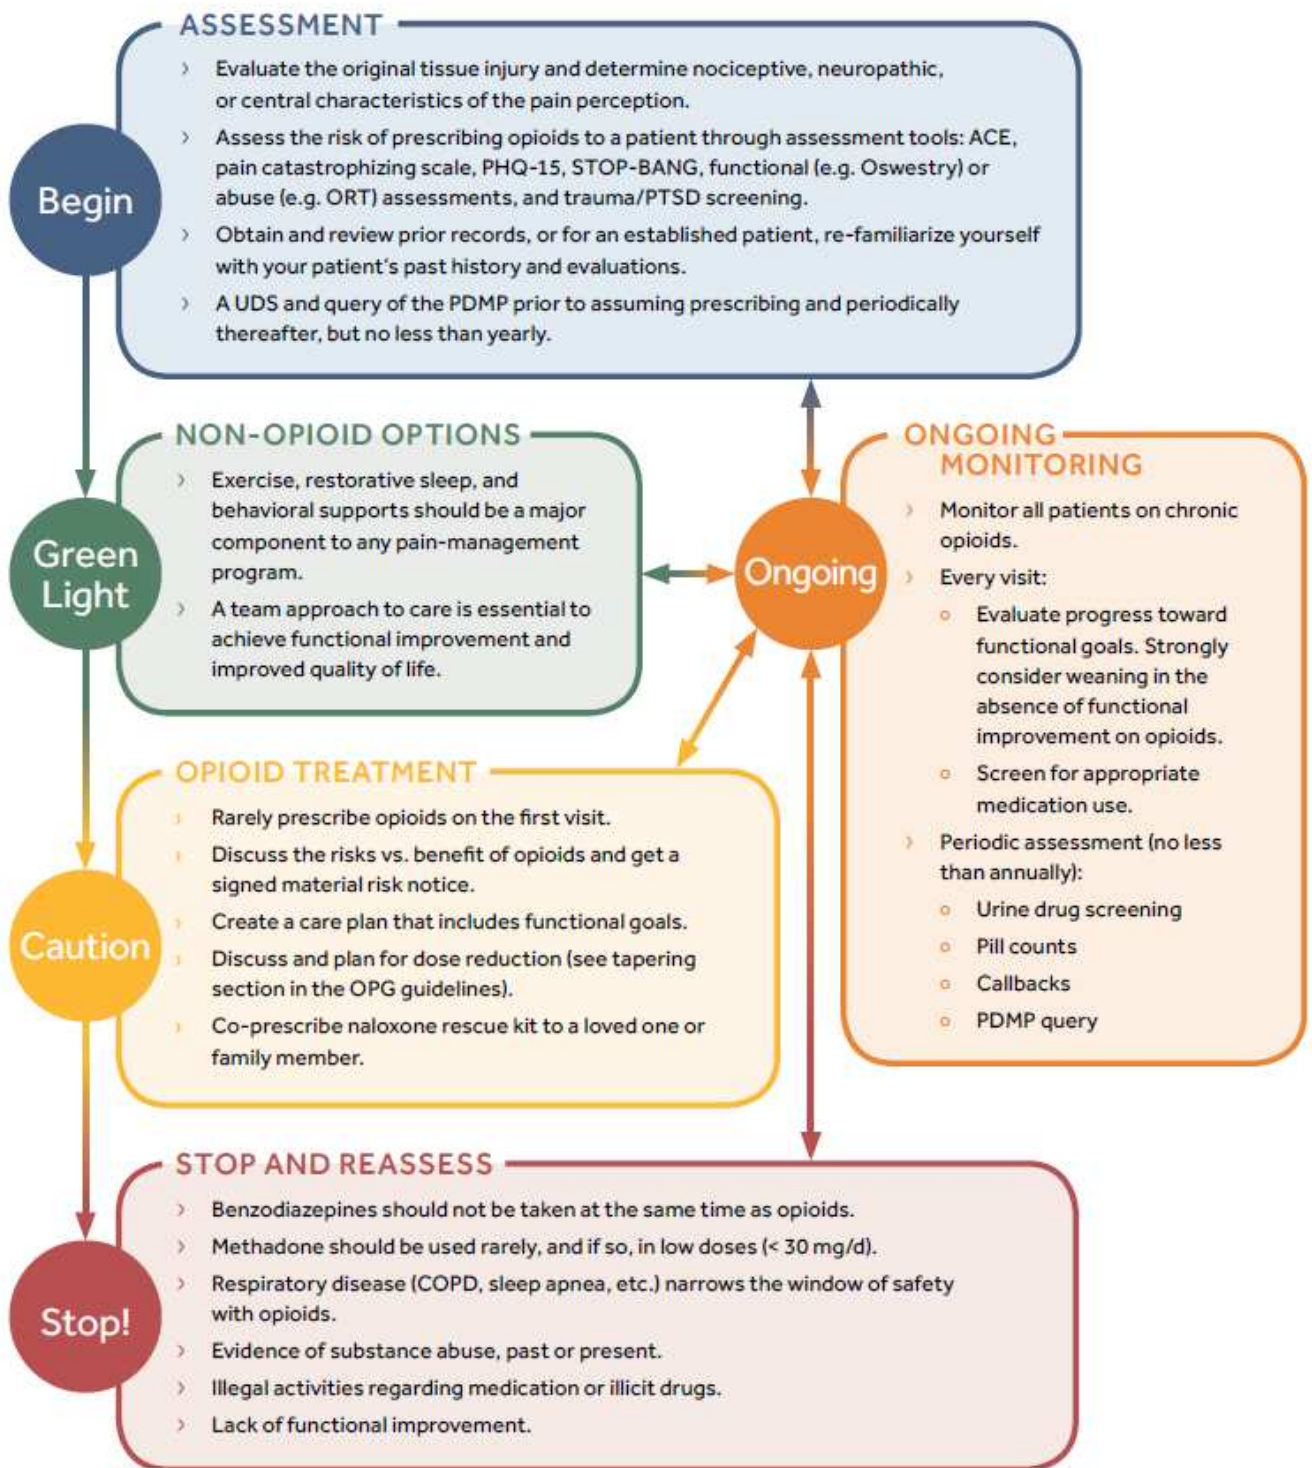 ASSESSMENT
› Evaluate the original tissue injury and determine nociceptive, neuropathic,
or central characteristics of the pain perception.
› Assess the risk of prescribing opioids to a patient through assessment tools: ACE,
pain catastrophizing scale, PHQ-15, STOP-BANG, functional (e.g. Oswestry) or
abuse (e.g. ORT) assessments, and trauma/PTSD screening.
› Obtain and review prior records, or for an established patient, re-familiarize yourself
with your patient's past history and evaluations.
› A UDS and query of the PDMP prior to assuming prescribing and periodically
thereafter, but no less than yearly.
Begin
NON-OPIOID OPTIONS
› Exercise, restorative sleep, and
behavioral supports should be a major
component to any pain-management
program.
› A team approach to care is essential to
achieve functional improvement and
improved quality of life.
Green
Light
Ongoing
ONGOING
MONITORING
› Monitor all patients on chronic
opioids.
› Every visit:
○ Evaluate progress toward
functional goals. Strongly
consider weaning in the
absence of functional
improvement on opioids.
○ Screen for appropriate
medication use.
› Periodic assessment (no less
than annually):
○ Urine drug screening
○ Pill counts
○ Callbacks
○ PDMP query
OPIOID TREATMENT
› Rarely prescribe opioids on the first visit.
› Discuss the risks vs. benefit of opioids and get a
signed material risk notice.
› Create a care plan that includes functional goals.
› Discuss and plan for dose reduction (see tapering
section in the OPG guidelines).
› Co-prescribe naloxone rescue kit to a loved one or
family member.
Caution
STOP AND REASSESS
› Benzodiazepines should not be taken at the same time as opioids.
› Methadone should be used rarely, and if so, in low doses (< 30 mg/d).
› Respiratory disease (COPD, sleep apnea, etc.) narrows the window of safety
with opioids.
› Evidence of substance abuse, past or present.
› Illegal activities regarding medication or illicit drugs.
› Lack of functional improvement.
Stop!